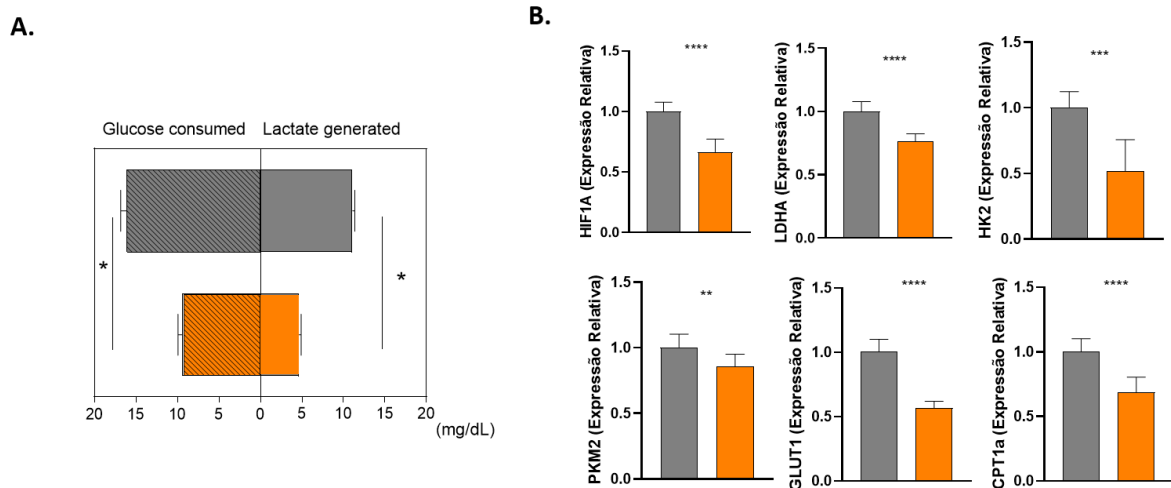 A.
Glucose consumed Lactate generated
*
*
20 15 10 5 0 5 10 15 20
(mg/dL)
B.
HIF1A (Expressão Relativa)
1.5
1.0
0.5
0.0
****
LDHA (Expressão Relativa)
1.5
1.0
0.5
0.0
****
HK2 (Expressão Relativa)
1.5
1.0
0.5
0.0
***
PKM2 (Expressão Relativa)
1.5
1.0
0.5
0.0
**
GLUT1 (Expressão Relativa)
1.5
1.0
0.5
0.0
****
CPT1a (Expressão Relativa)
1.5
1.0
0.5
0.0
****